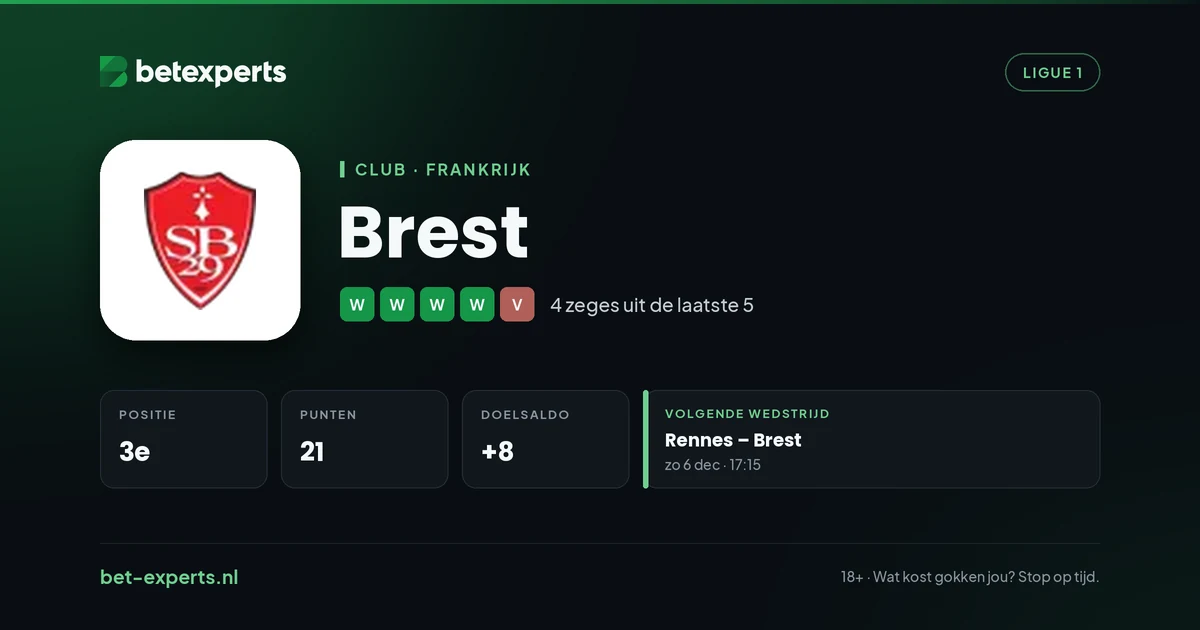 betexperts
LIGUE 1
CLUB · FRANKRIJK
Brest
SB
29
W W W W V 4 zeges uit de laatste 5
POSITIE
3e
PUNTEN
21
DOELSALDO
+8
VOLGENDE WEDSTRIJD
Rennes – Brest
zo 6 dec · 17:15
bet-experts.nl
18+ · Wat kost gokken jou? Stop op tijd.